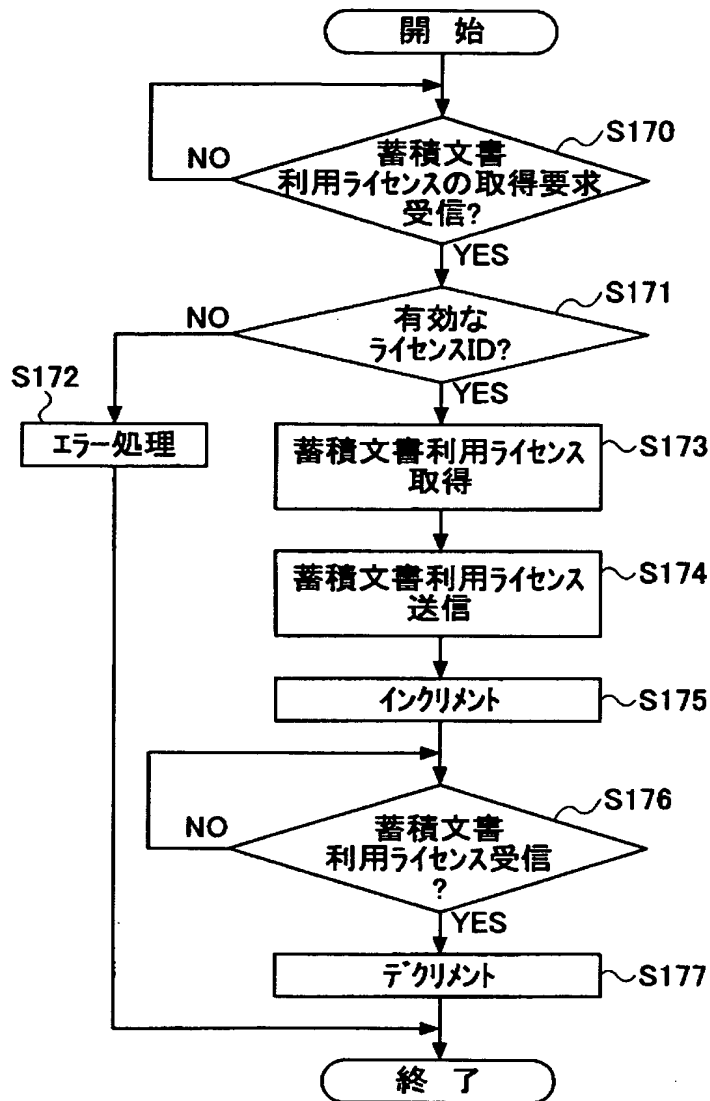 開 始
S170
蓄積文書
利用ライセンスの取得要求
受信?
NO
YES
S171
有効な
ライセンスID?
NO
YES
S172
エラー処理
蓄積文書利用ライセンス
取得
S173
蓄積文書利用ライセンス
送信
S174
インクリメント
S175
S176
蓄積文書
利用ライセンス受信
?
NO
YES
デクリメント
S177
終 了